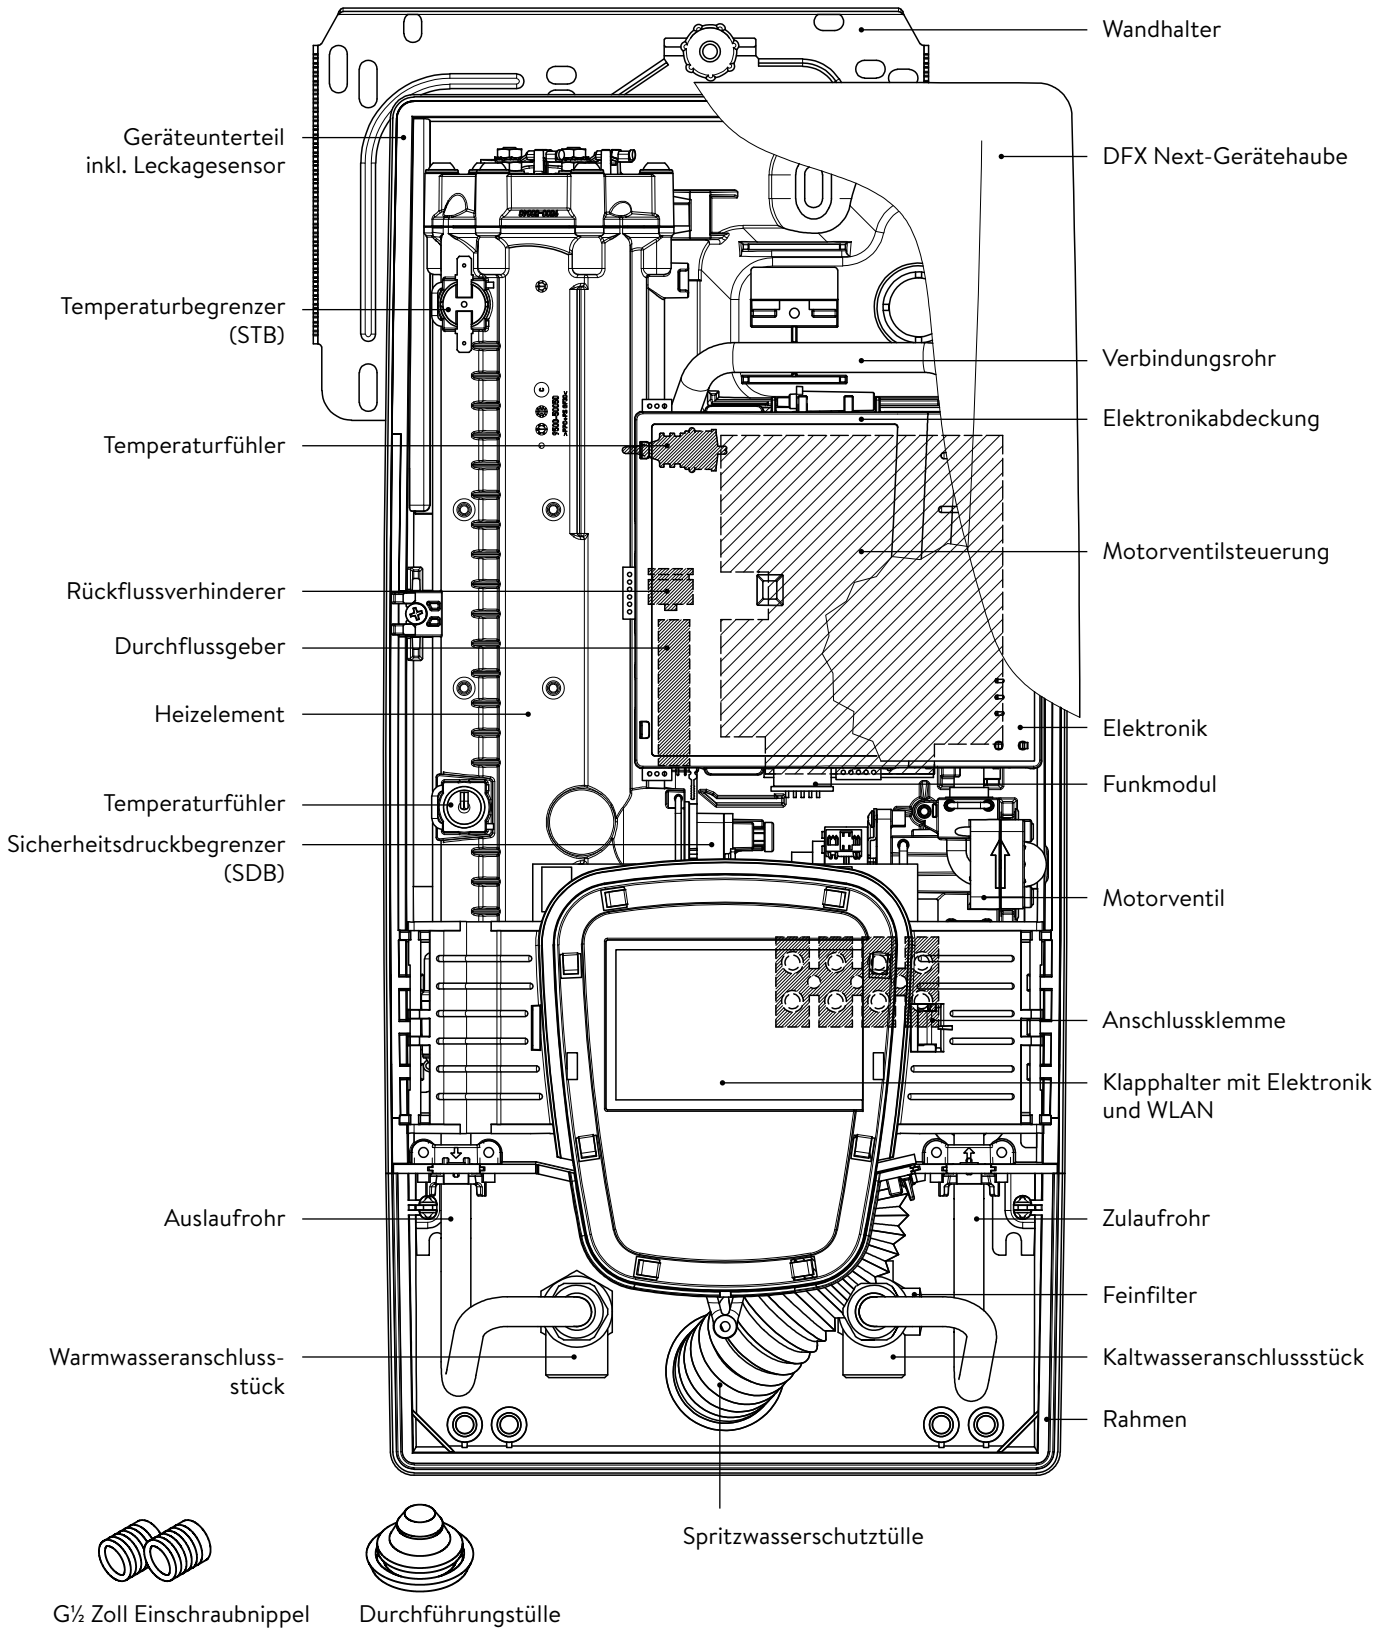 Wandhalter
Geräteunterteil
inkl. Leckagesensor
DFX Next-Gerätehaube
Temperaturbegrenzer
(STB)
Verbindungsrohr
Elektronikabdeckung
Temperaturfühler
Motorventilsteuerung
Rückflussverhinderer
Durchflussgeber
Heizelement
Elektronik
Funkmodul
Temperaturfühler
Sicherheitsdruckbegrenzer
(SDB)
Motorventil
Anschlussklemme
Klapphalter mit Elektronik
und WLAN
Auslaufrohr
Zulaufrohr
Feinfilter
Warmwasseranschluss-
stück
Kaltwasseranschlussstück
Rahmen
Spritzwasserschutztülle
G½ Zoll Einschraubnippel
Durchführungstülle